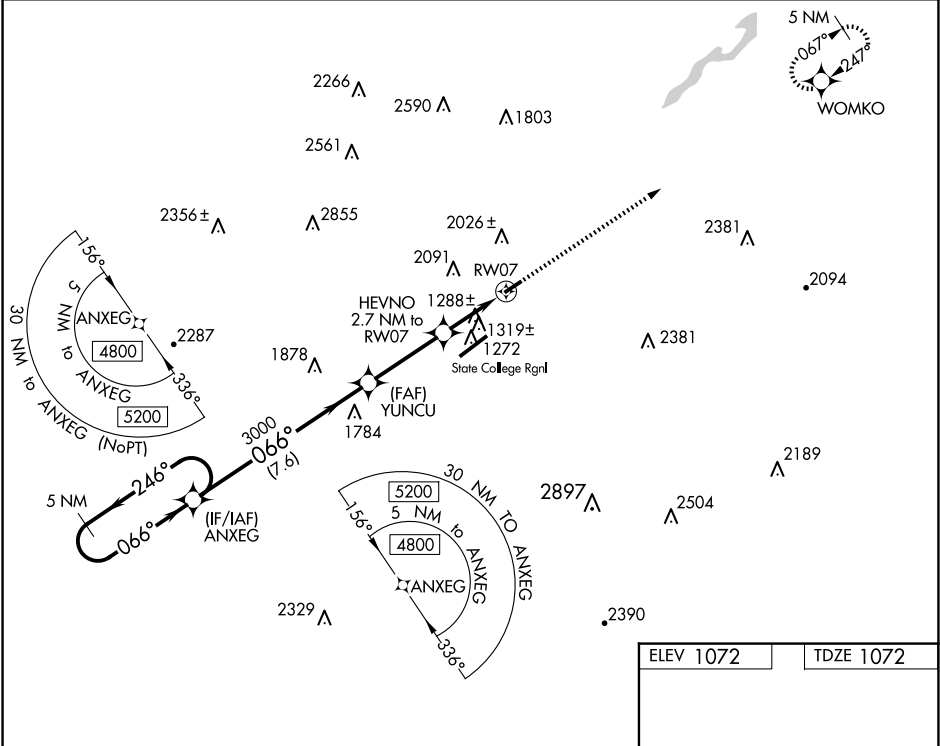 5 NM
067°
247°
WOMKO
2266
2590
1803
2561
2356 ±
2855
2026 ±
2381
2091
RW07
2094
156°
5 NM to ANXEG
30 NM to ANXEG (NoPT)
ANXEG
4800
5200
336°
2287
HEVNO
2.7 NM to
RW07
1288 ±
1319 ±
1272
State College Rgnl
2381
1878
(FAF)
YUNCU
1784
3000
066°
(7.6)
2189
5 NM
246°
066°
(IF/IAF)
ANXEG
30 NM TO ANXEG
5200
5 NM to ANXEG
156°
4800
ANXEG
336°
2897
2504
2329
2390
ELEV 1072
TDZE 1072